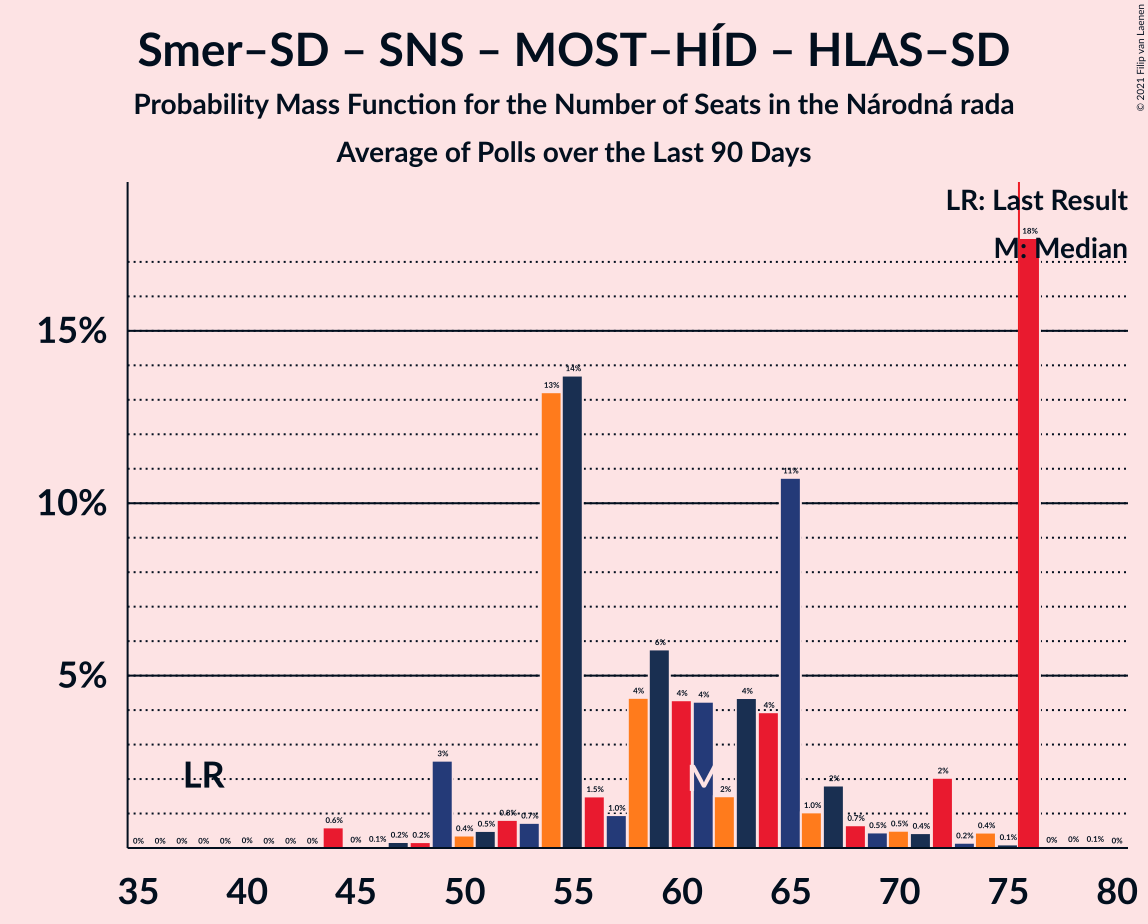 Smer–SD – SNS – MOST–HÍD – HLAS–SD
Probability Mass Function for the Number of Seats in the Národná rada
Average of Polls over the Last 90 Days
© 2021 Filip van Laenen
LR: Last Result
M: Median
15%
10%
5%
LR
M
0% 0% 0% 0% 0% 0% 0% 0% 0% 0.6% 0% 0.1% 0.2% 0.2% 3% 0.4% 0.5% 0.8% 0.7% 13% 14% 1.5% 1.0% 4% 6% 4% 4% 2% 4% 4% 11% 1.0% 2% 0.7% 0.5% 0.5% 0.4% 2% 0.2% 0.4% 0.1% 18% 0% 0% 0.1% 0%
35 40 45 50 55 60 65 70 75 80